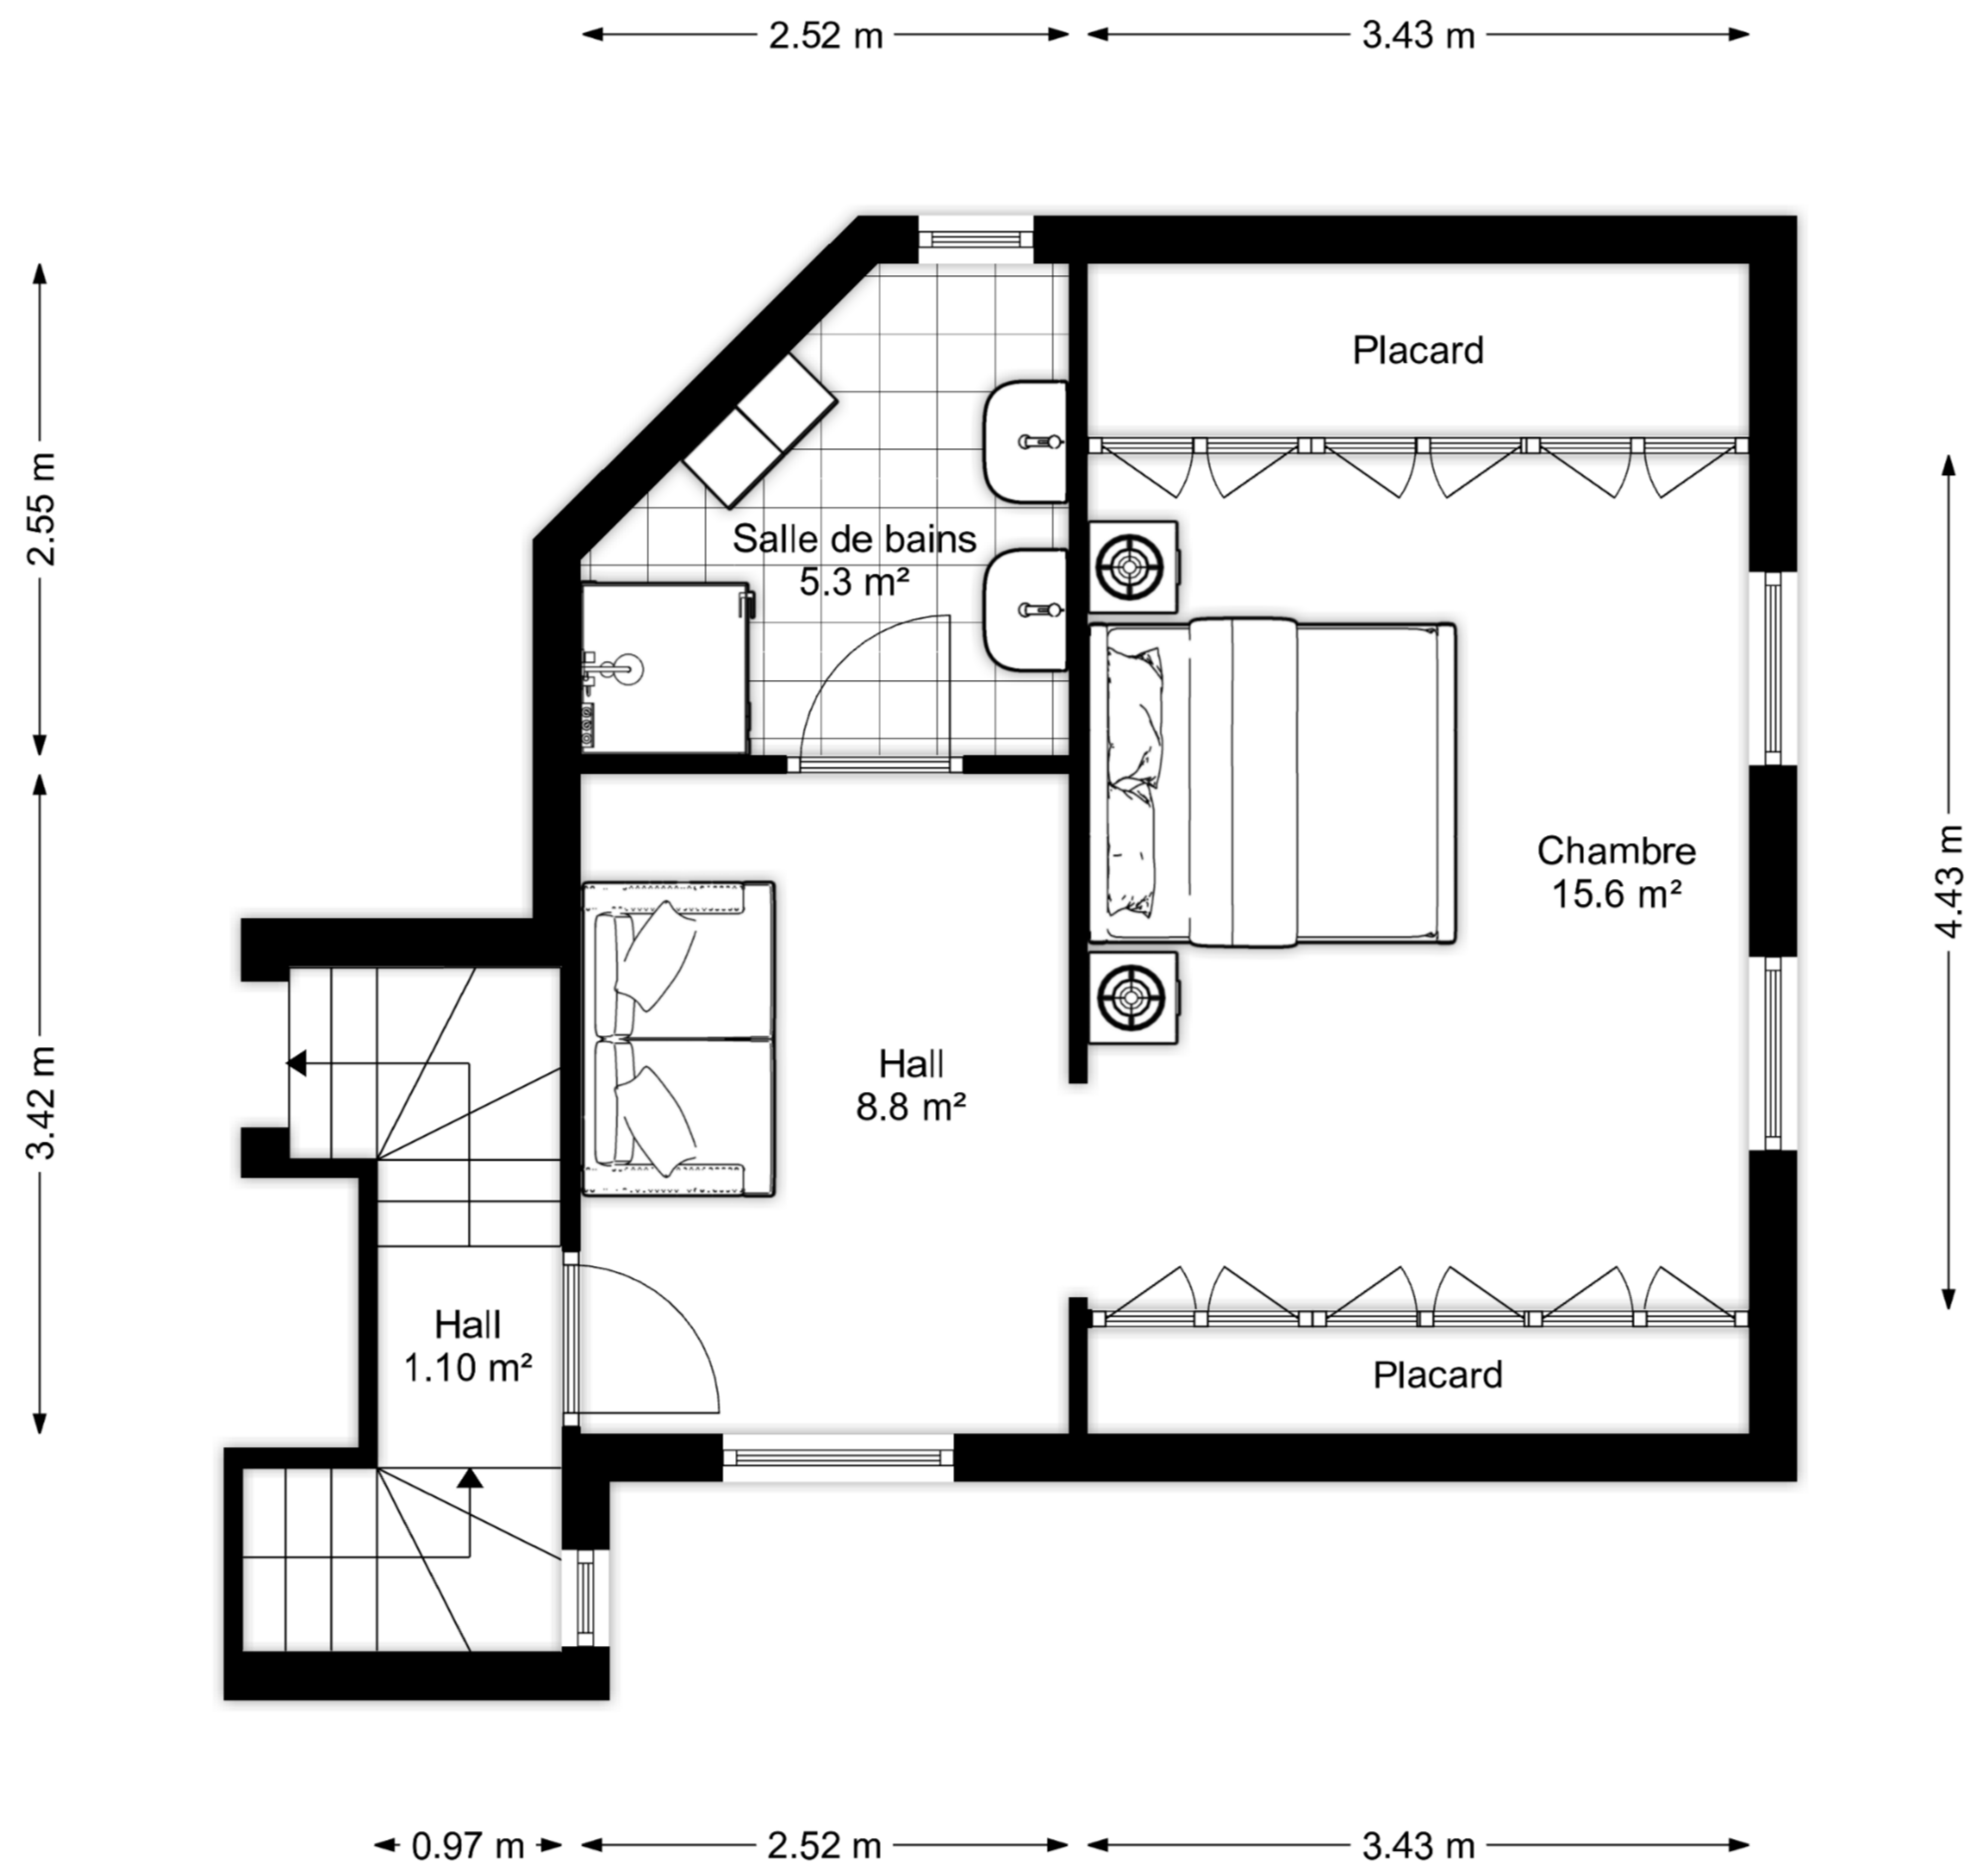 2.52 m
3.43 m
Placard
2.55 m
Salle de bains
5.3 m²
Chambre
15.6 m²
4.43 m
3.42 m
Hall
8.8 m²
Hall
1.10 m²
Placard
0.97 m
2.52 m
3.43 m